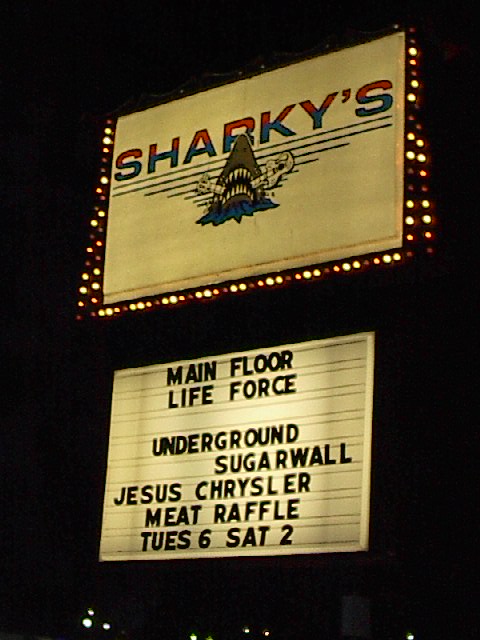 SHARKY'S
MAIN FLOOR
LIFE FORCE
UNDERGROUND
SUGARWALL
JESUS CHRYSLER
MEAT RAFFLE
TUES 6 SAT 2